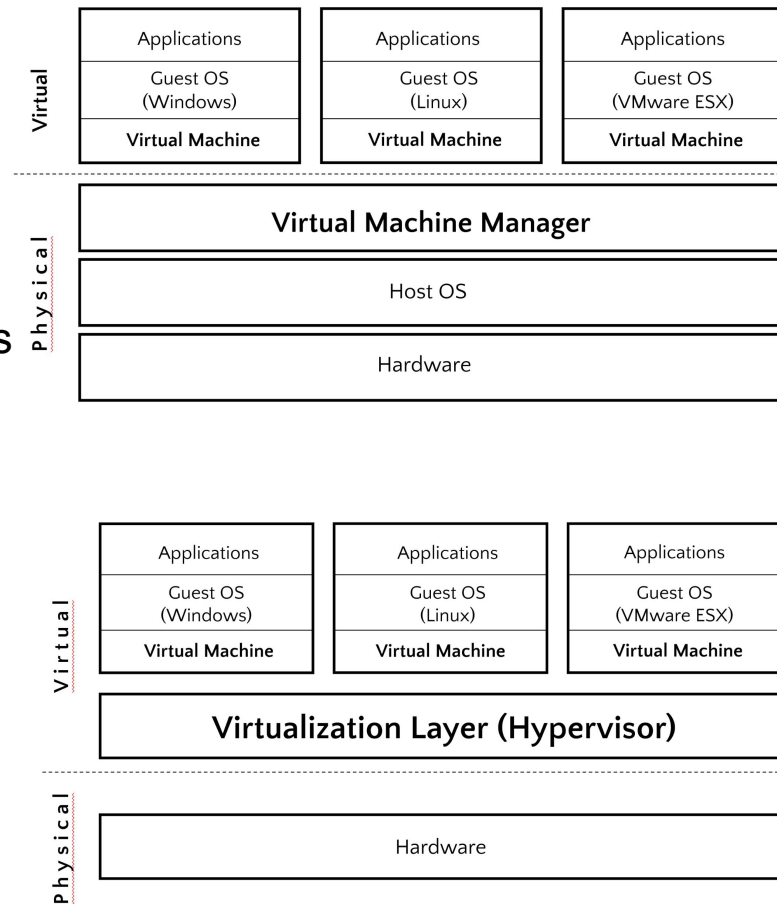 Virtual
Applications
Guest OS
(Windows)
Virtual Machine
Applications
Guest OS
(Linux)
Virtual Machine
Applications
Guest OS
(VMware ESX)
Virtual Machine
Physical
Virtual Machine Manager
Host OS
s
Hardware
Virtual
Applications
Guest OS
(Windows)
Virtual Machine
Applications
Guest OS
(Linux)
Virtual Machine
Applications
Guest OS
(VMware ESX)
Virtual Machine
Virtualization Layer (Hypervisor)
Physical
Hardware